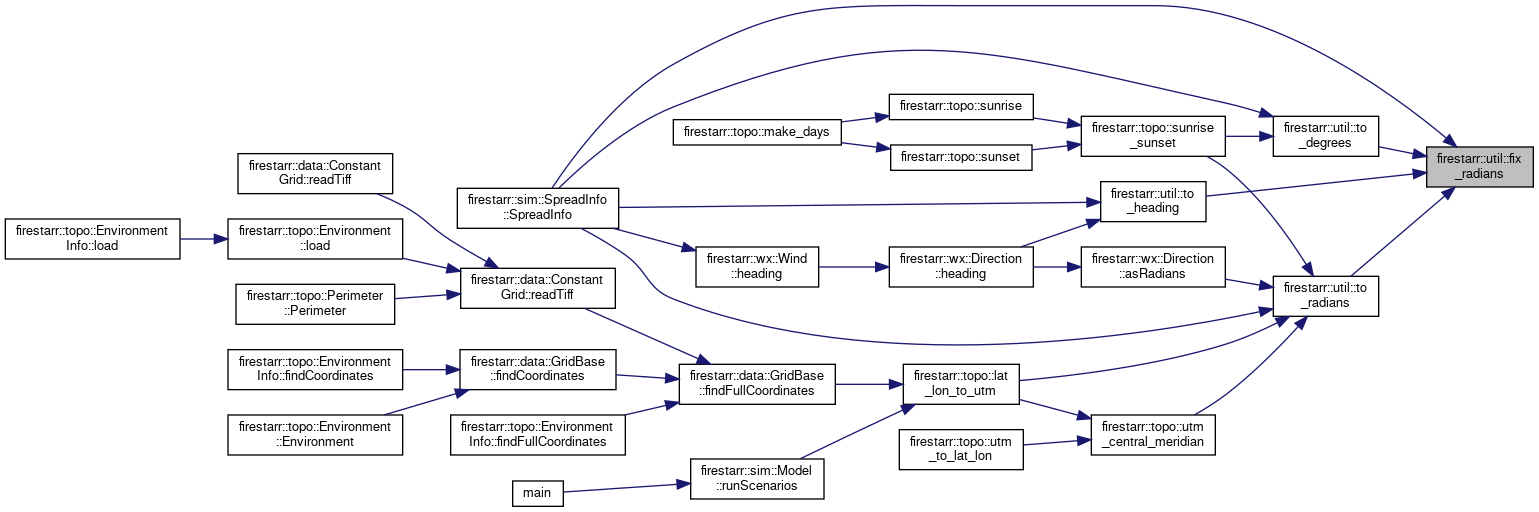 firestarr::topo::sunrise
firestarr::topo::make_days
firestarr::topo::sunrise
_sunset
firestarr::util::to
_degrees
firestarr::topo::sunset
firestarr::util::fix
_radians
firestarr::data::Constant
Grid::readTiff
firestarr::sim::SpreadInfo
::SpreadInfo
firestarr::util::to
_heading
firestarr::topo::Environment
Info::load
firestarr::topo::Environment
::load
firestarr::wx::Wind
::heading
firestarr::wx::Direction
::heading
firestarr::wx::Direction
::asRadians
firestarr::data::Constant
Grid::readTiff
firestarr::util::to
_radians
firestarr::topo::Perimeter
::Perimeter
firestarr::topo::Environment
Info::findCoordinates
firestarr::data::GridBase
::findCoordinates
firestarr::data::GridBase
::findFullCoordinates
firestarr::topo::lat
_lon_to_utm
firestarr::topo::Environment
::Environment
firestarr::topo::Environment
Info::findFullCoordinates
firestarr::topo::utm
_to_lat_lon
firestarr::topo::utm
_central_meridian
firestarr::sim::Model
::runScenarios
main